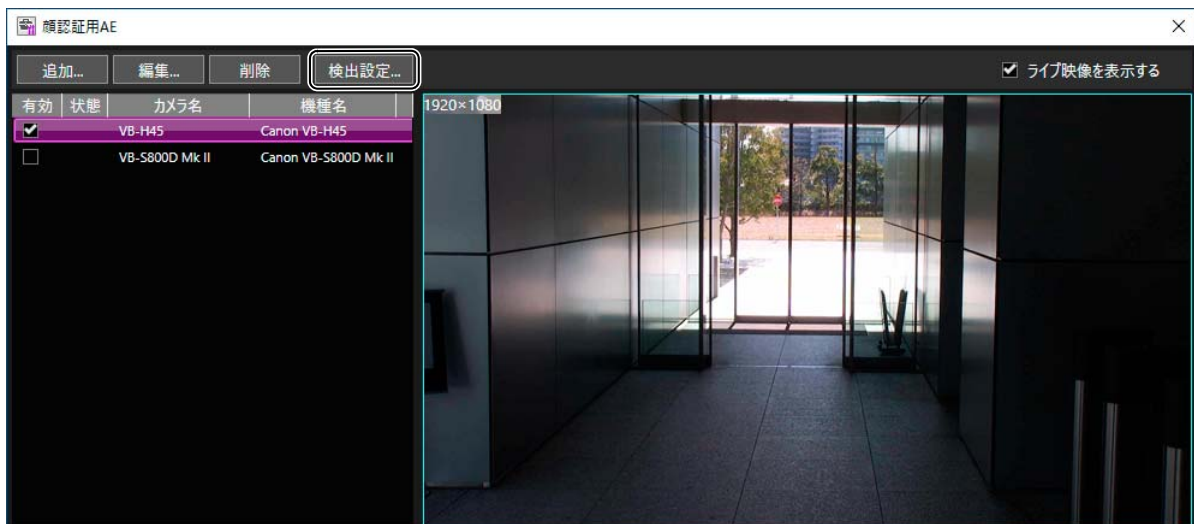 顔認証用AE
追加... 編集... 削除 検出設定... ライブ映像を表示する
有効 状態 カメラ名 機種名 1920×1080
VB-H45 Canon VB-H45
VB-S800D Mk II Canon VB-S800D Mk II